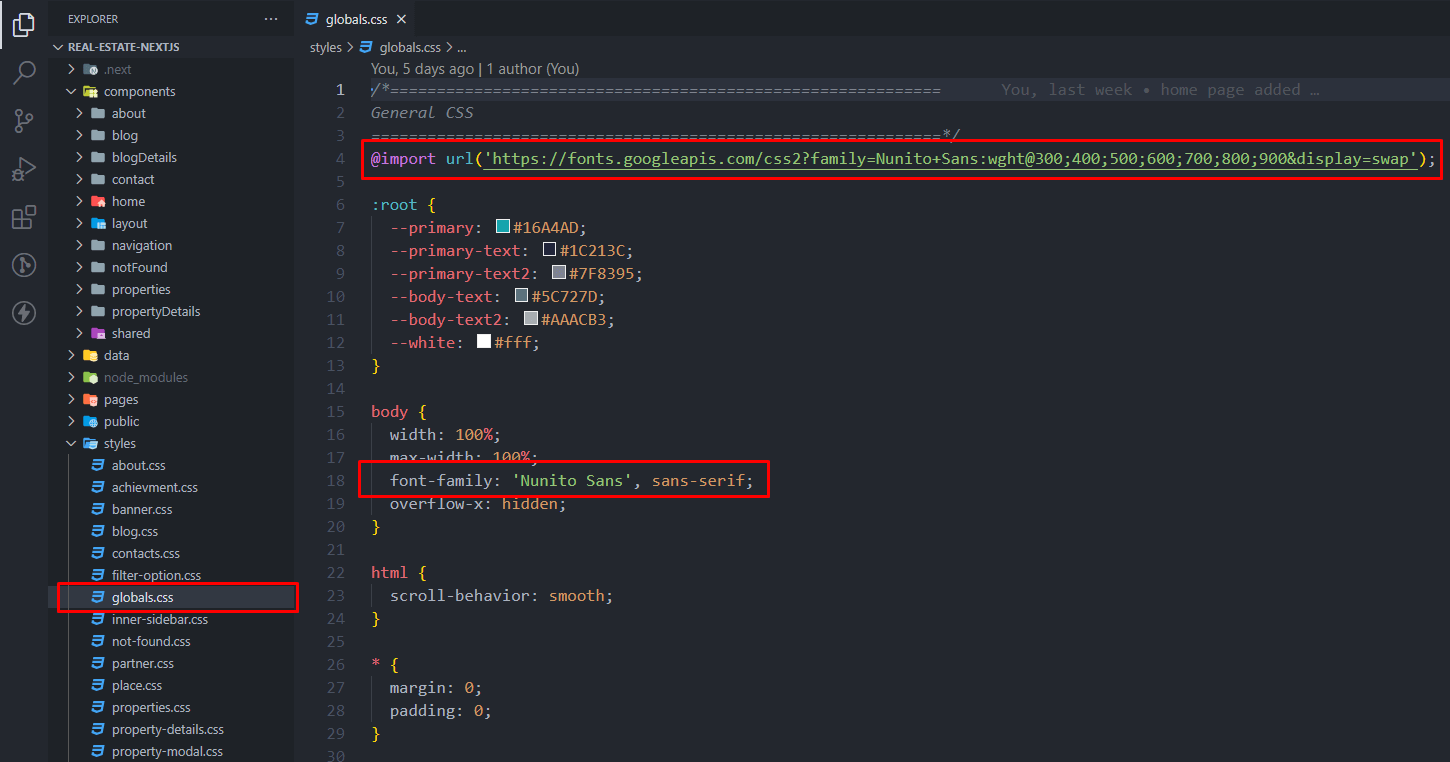 EXPLORER
REAL-ESTATE-NEXTJS
.next
components
about
blog
blogDetails
contact
home
layout
navigation
notFound
properties
propertyDetails
shared
data
node_modules
pages
public
styles
about.css
achievment.css
banner.css
blog.css
contacts.css
filter-option.css
globals.css
inner-sidebar.css
not-found.css
partner.css
place.css
properties.css
property-details.css
property-modal.css
globals.css
styles > globals.css > ...
You, 5 days ago | 1 author (You)
1 /*=========================================================== You, last week • home page added …
2 General CSS
3 =============================================================*/
4 @import url('https://fonts.googleapis.com/css2?family=Nunito+Sans:wght@300;400;500;600;700;800;900&display=swap');
5
6 :root {
7 --primary: #16A4AD;
8 --primary-text: #1C213C;
9 --primary-text2: #7F8395;
10 --body-text: #5C727D;
11 --body-text2: #AAACB3;
12 --white: #fff;
13 }
14
15 body {
16 width: 100%;
17 max-width: 100%;
18 font-family: 'Nunito Sans', sans-serif;
19 overflow-x: hidden;
20 }
21
22 html {
23 scroll-behavior: smooth;
24 }
25
26 * {
27 margin: 0;
28 padding: 0;
29 }
30